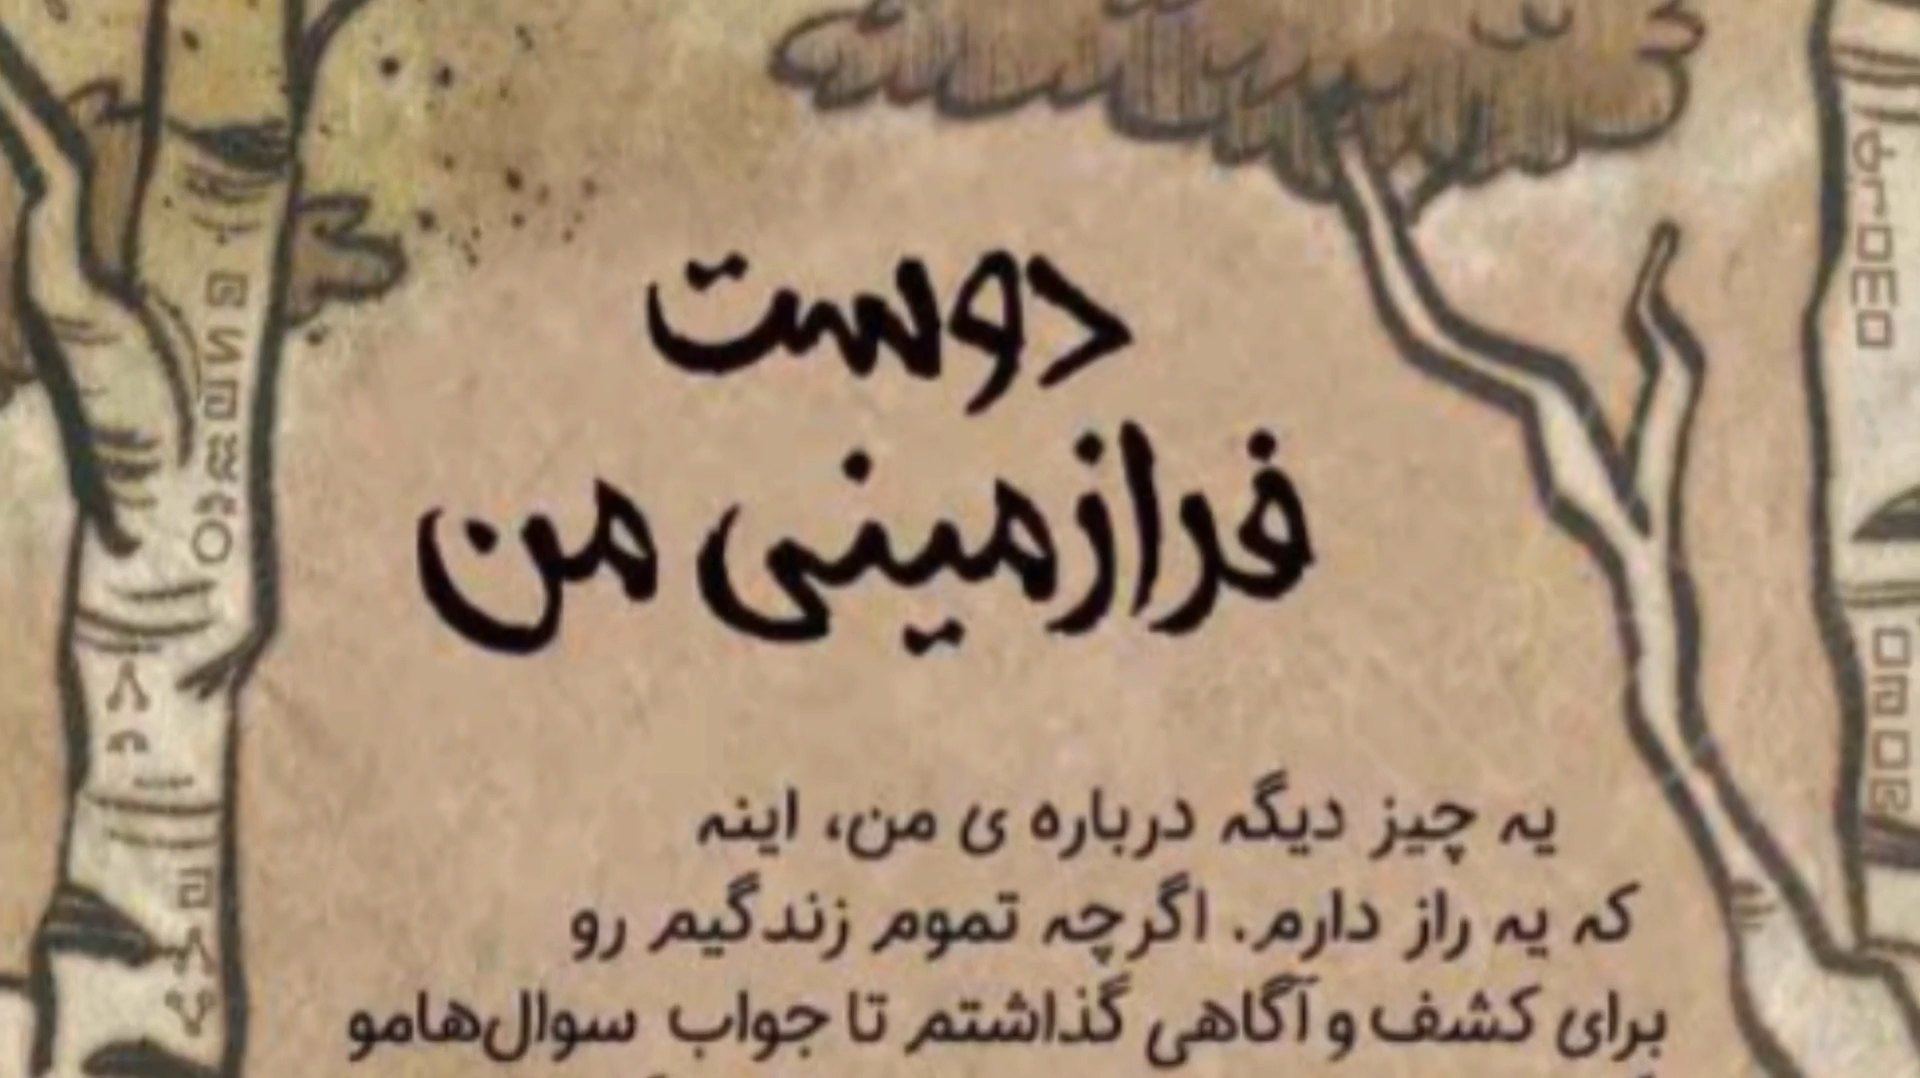 دوست
فرازمینی من
یه چیز دیگه درباره ی من، اینه
که یه راز دارم. اگرچه تموم زندگیم رو
برای کشف و آگاهی گذاشتم تا جواب سوال‌هامو